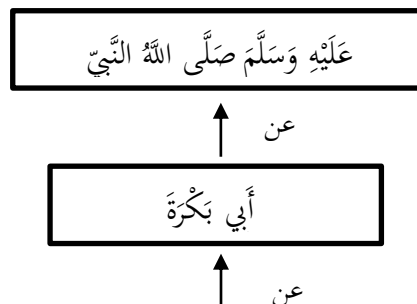 عَلَيْهِ وَسَلَّمَ صَلَّى اللَّهُ النَّبِيّ
عن
أَبِي بَكْرَةَ
عن